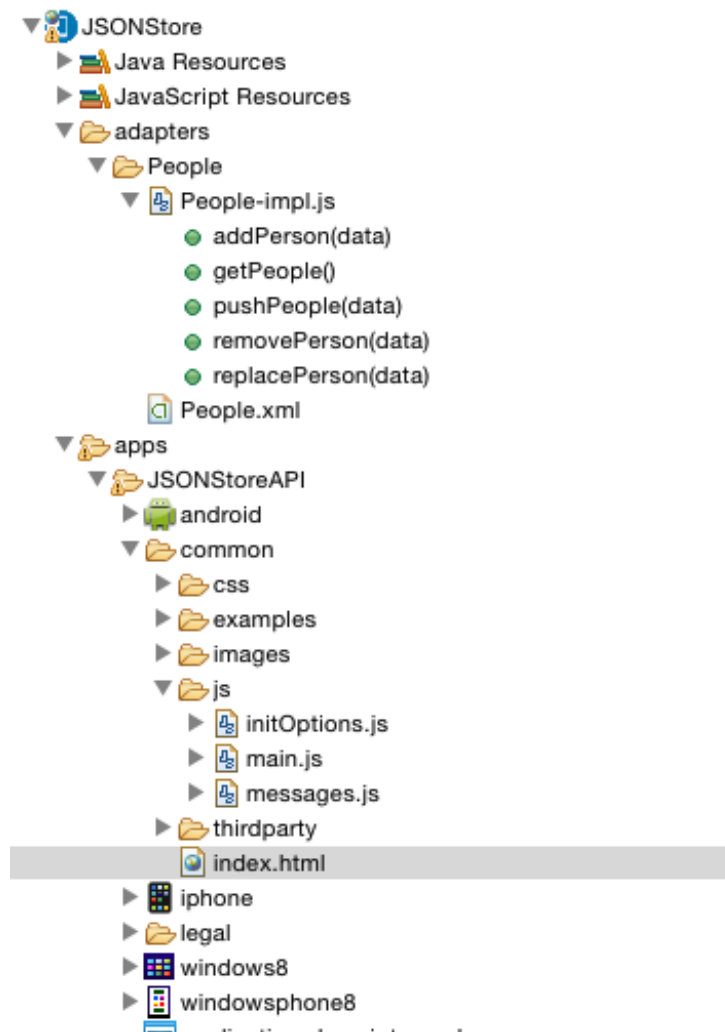 JSONStore
Java Resources
JavaScript Resources
adapters
People
People-impl.js
addPerson(data)
getPeople()
pushPeople(data)
removePerson(data)
replacePerson(data)
People.xml
apps
JSONStoreAPI
android
common
css
examples
images
js
initOptions.js
main.js
messages.js
thirdparty
index.html
iphone
legal
windows8
windowsphone8